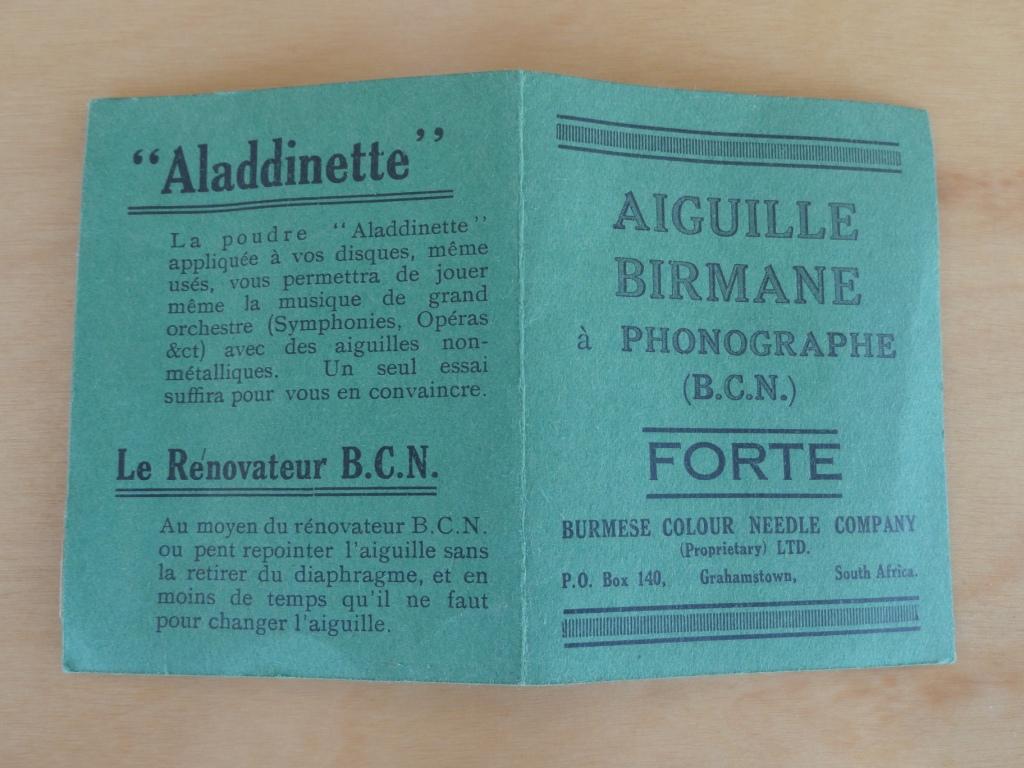 “Aladdinette”
La poudre “Aladdinette”
appliquée à vos disques, même
usés, vous permettra de jouer
même la musique de grand
orchestre (Symphonies, Opéras
&ct) avec des aiguilles non-
métalliques. Un seul essai
suffira pour vous en convaincre.
Le Rénovateur B.C.N.
Au moyen du rénovateur B.C.N.
ou pent repointer l'aiguille sans
la retirer du diaphragme, et en
moins de temps qu'il ne faut
pour changer l'aiguille.
AIGUILLE
BIRMANE
à PHONOGRAPHE
(B.C.N.)
FORTE
BURMESE COLOUR NEEDLE COMPANY
(Proprietary) LTD.
P.O. Box 140, Grahamstown, South Africa.